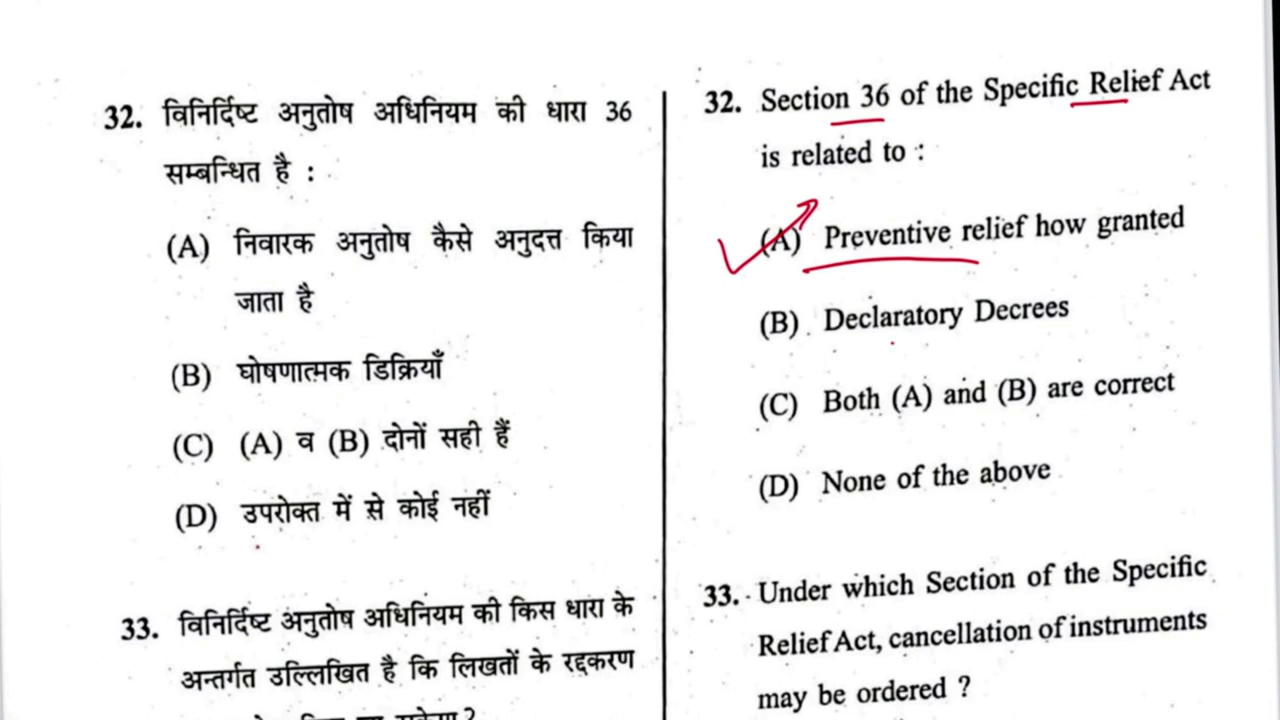 32. विनिर्दिष्ट अनुतोष अधिनियम की धारा 36
सम्बन्धित है :
(A) निवारक अनुतोष कैसे अनुदत्त किया
जाता है
(B) घोषणात्मक डिक्रियाँ
(C) (A) व (B) दोनों सही हैं
(D) उपरोक्त में से कोई नहीं
33. विनिर्दिष्ट अनुतोष अधिनियम की किस धारा के
अन्तर्गत उल्लिखित है कि लिखतों के रद्दकरण
32. Section 36 of the Specific Relief Act
is related to :
(A) Preventive relief how granted
(B) Declaratory Decrees
(C) Both (A) and (B) are correct
(D) None of the above
33. Under which Section of the Specific
Relief Act, cancellation of instruments
may be ordered ?